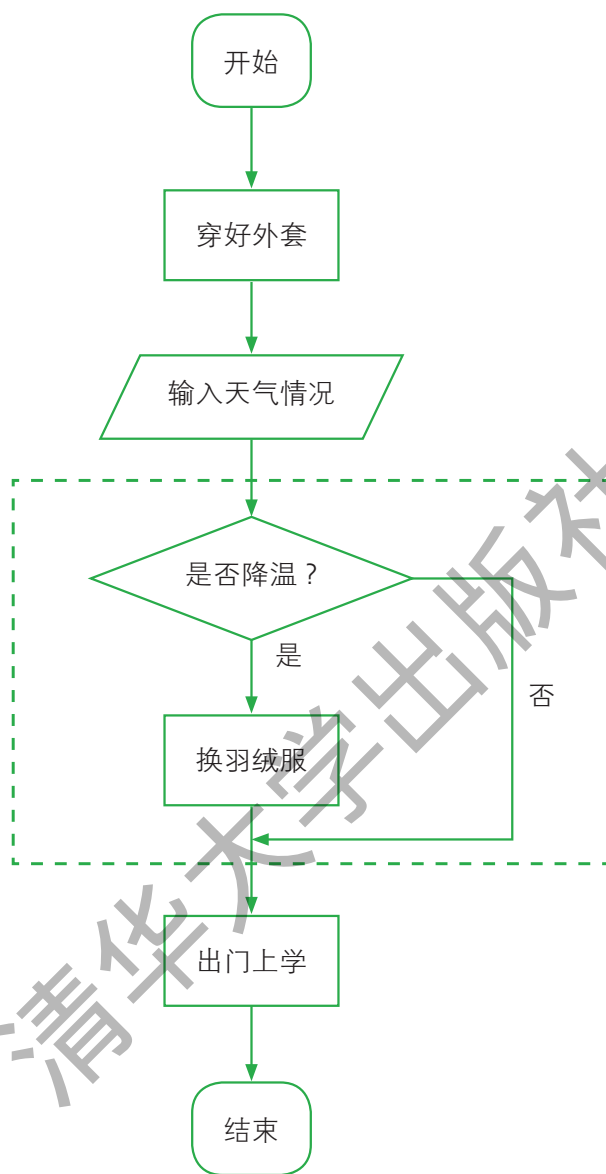 开始
穿好外套
输入天气情况
是否降温？
是
否
换羽绒服
出门上学
结束
清华大学出版社